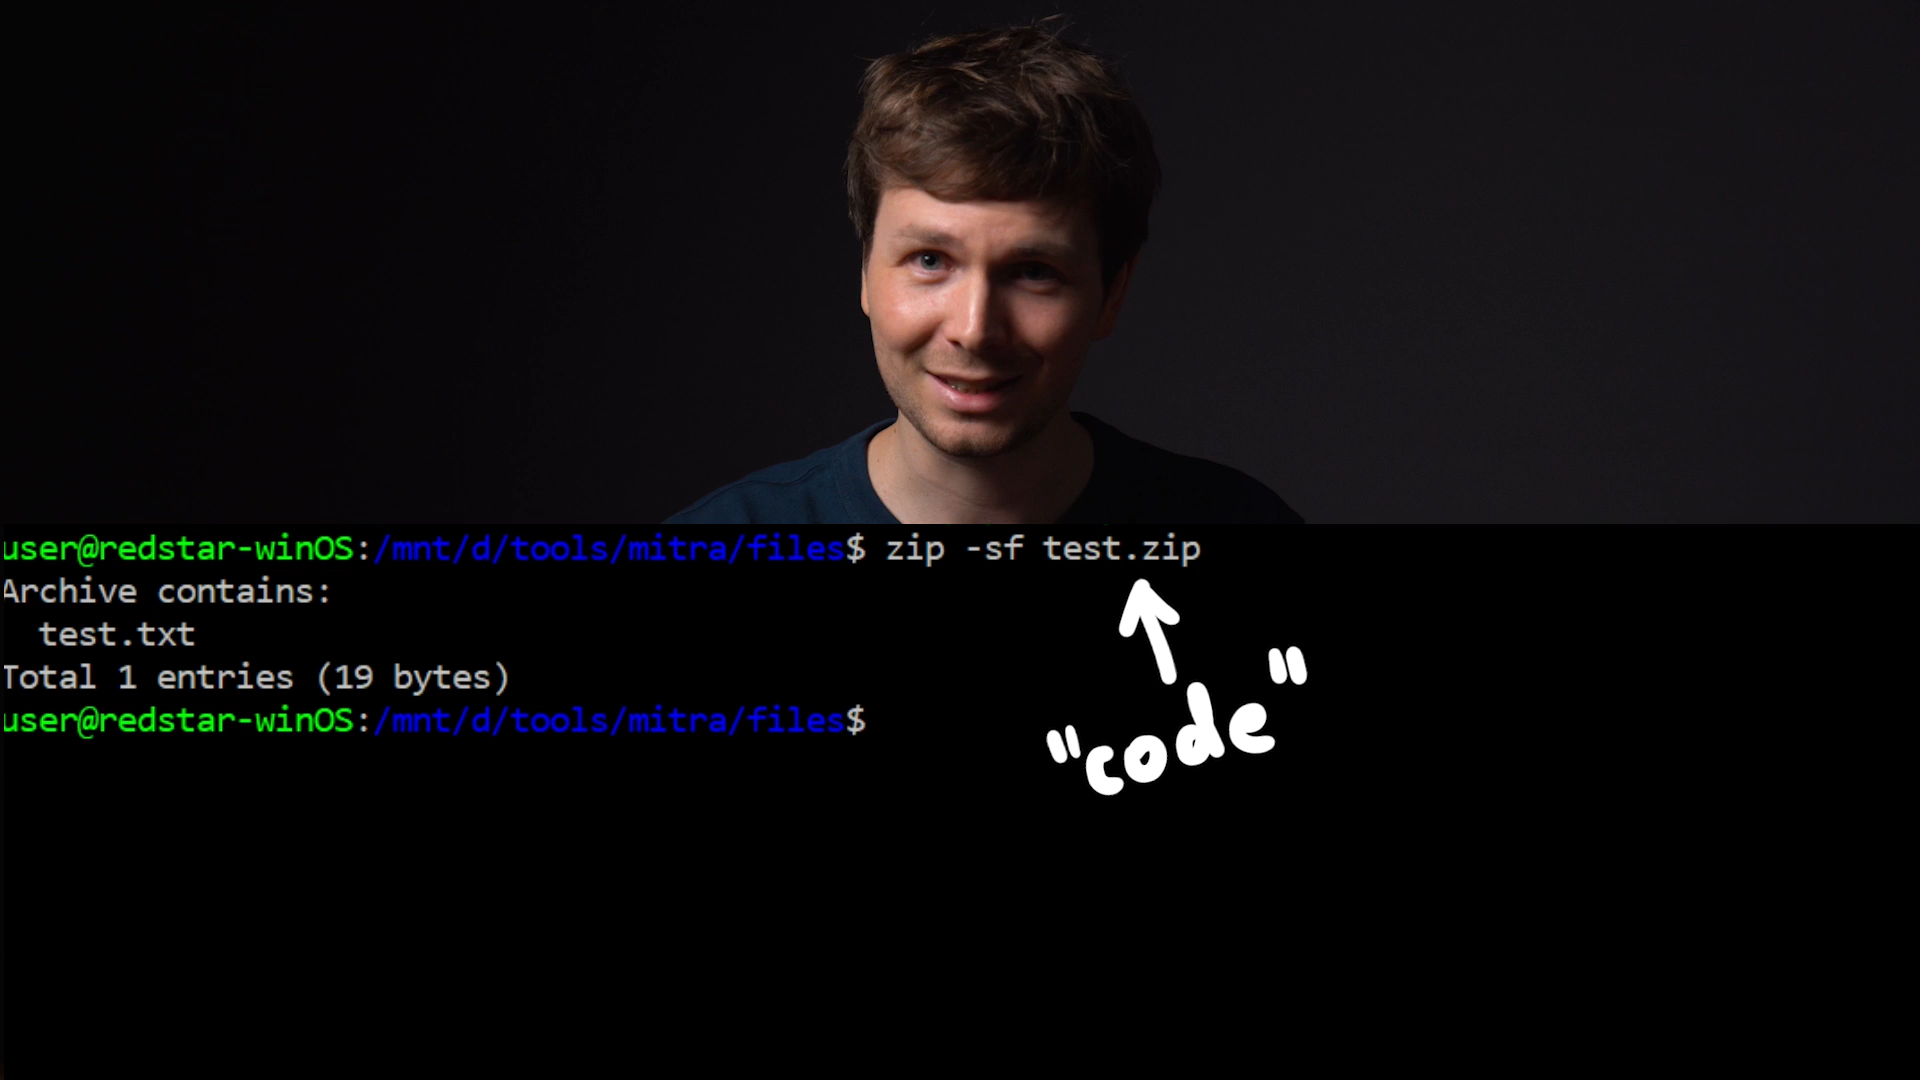 user@redstar-winOS:/mnt/d/tools/mitra/files$ zip -sf test.zip
Archive contains:
  test.txt
Total 1 entries (19 bytes)
user@redstar-winOS:/mnt/d/tools/mitra/files$
"code"